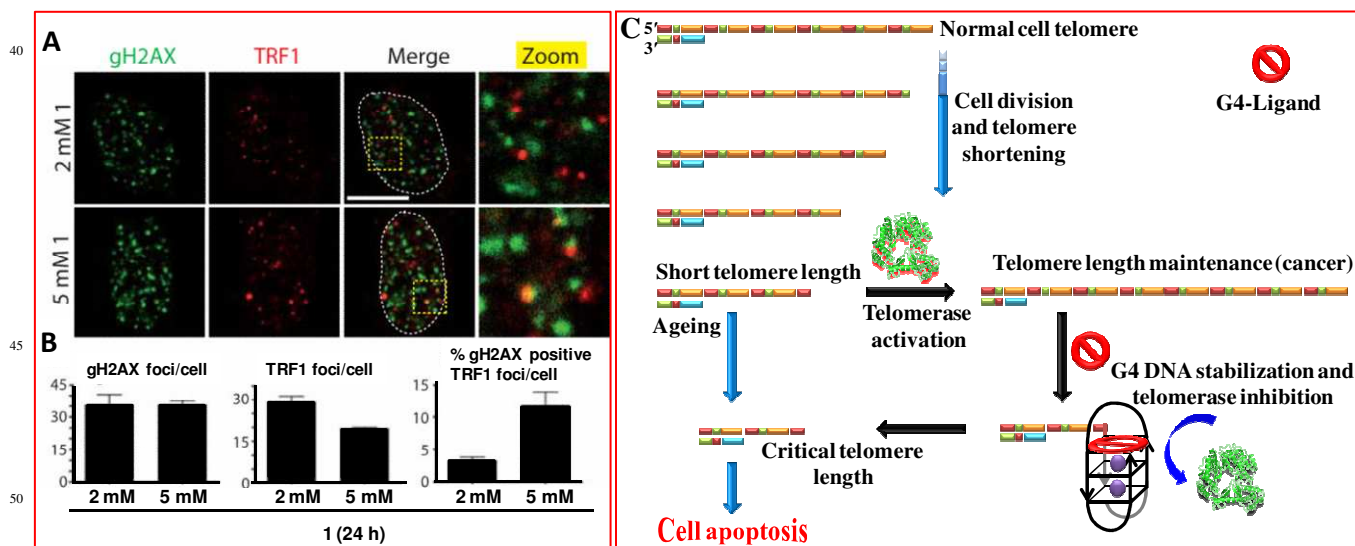 40
45
50
A
gH2AX
TRF1
Merge
Zoom
2 mM 1
5 mM 1
B
gH2AX foci/cell
45
30
15
0
2 mM
5 mM
TRF1 foci/cell
30
15
0
2 mM
5 mM
% gH2AX positive
TRF1 foci/cell
15
10
5
0
2 mM
5 mM
1 (24 h)
C
5′
3′
Normal cell telomere
G4-Ligand
Cell division
and telomere
shortening
Short telomere length
Ageing
Telomerase
activation
Telomere length maintenance (cancer)
G4 DNA stabilization and
telomerase inhibition
Critical telomere
length
Cell apoptosis